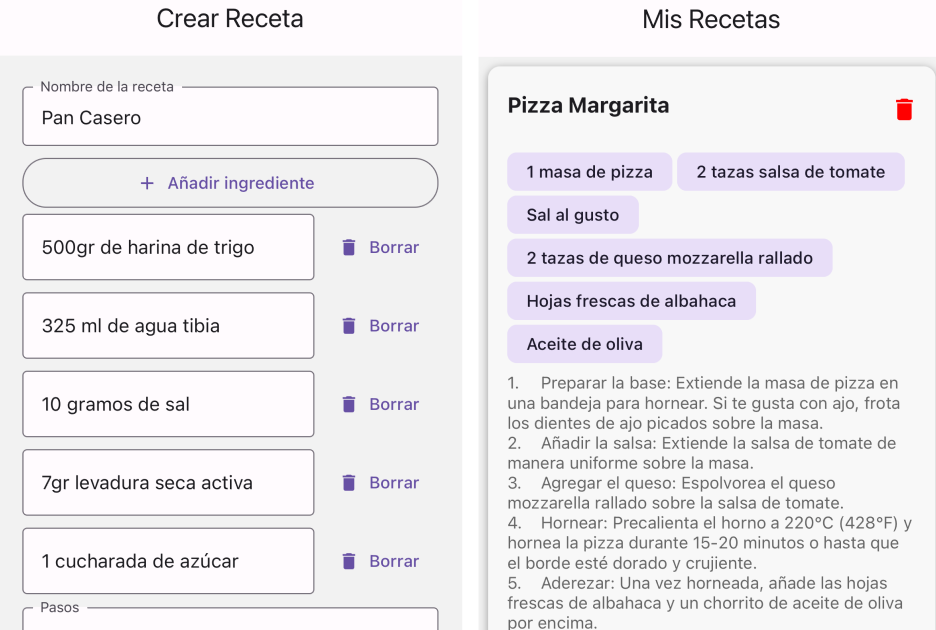 Crear Receta
Nombre de la receta
Pan Casero
+ Añadir ingrediente
500gr de harina de trigo
Borrar
325 ml de agua tibia
Borrar
10 gramos de sal
Borrar
7gr levadura seca activa
Borrar
1 cucharada de azúcar
Borrar
Pasos
Mis Recetas
Pizza Margarita
1 masa de pizza
2 tazas salsa de tomate
Sal al gusto
2 tazas de queso mozzarella rallado
Hojas frescas de albahaca
Aceite de oliva
1. Preparar la base: Extiende la masa de pizza en
una bandeja para hornear. Si te gusta con ajo, frota
los dientes de ajo picados sobre la masa.
2. Añadir la salsa: Extiende la salsa de tomate de
manera uniforme sobre la masa.
3. Agregar el queso: Espolvorea el queso
mozzarella rallado sobre la salsa de tomate.
4. Hornear: Precalienta el horno a 220°C (428°F) y
hornea la pizza durante 15-20 minutos o hasta que
el borde esté dorado y crujiente.
5. Aderezar: Una vez horneada, añade las hojas
frescas de albahaca y un chorrito de aceite de oliva
por encima.